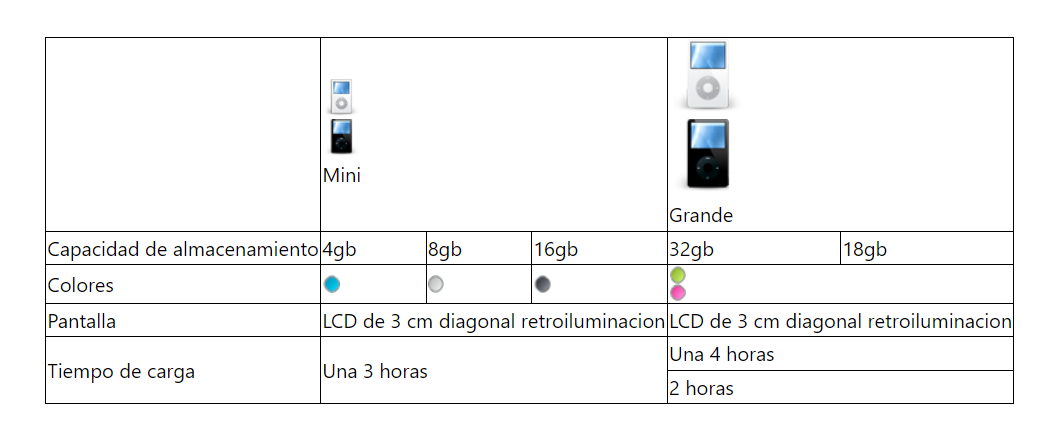 Mini
Grande
Capacidad de almacenamiento 4gb 8gb 16gb 32gb 18gb
Colores
Pantalla LCD de 3 cm diagonal retroiluminacion LCD de 3 cm diagonal retroiluminacion
Una 4 horas
Tiempo de carga Una 3 horas
2 horas